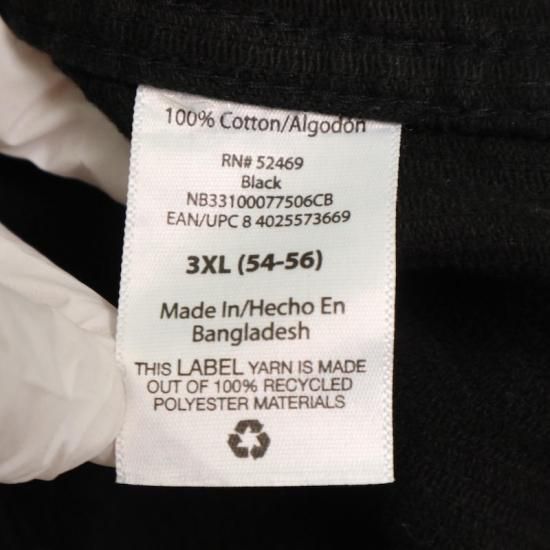 100% Cotton/Algodón
RN# 52469
Black
NB33100077506CB
EAN/UPC 8 4025573669
3XL (54-56)
Made In/Hecho En
Bangladesh
THIS LABEL YARN IS MADE
OUT OF 100% RECYCLED
POLYESTER MATERIALS